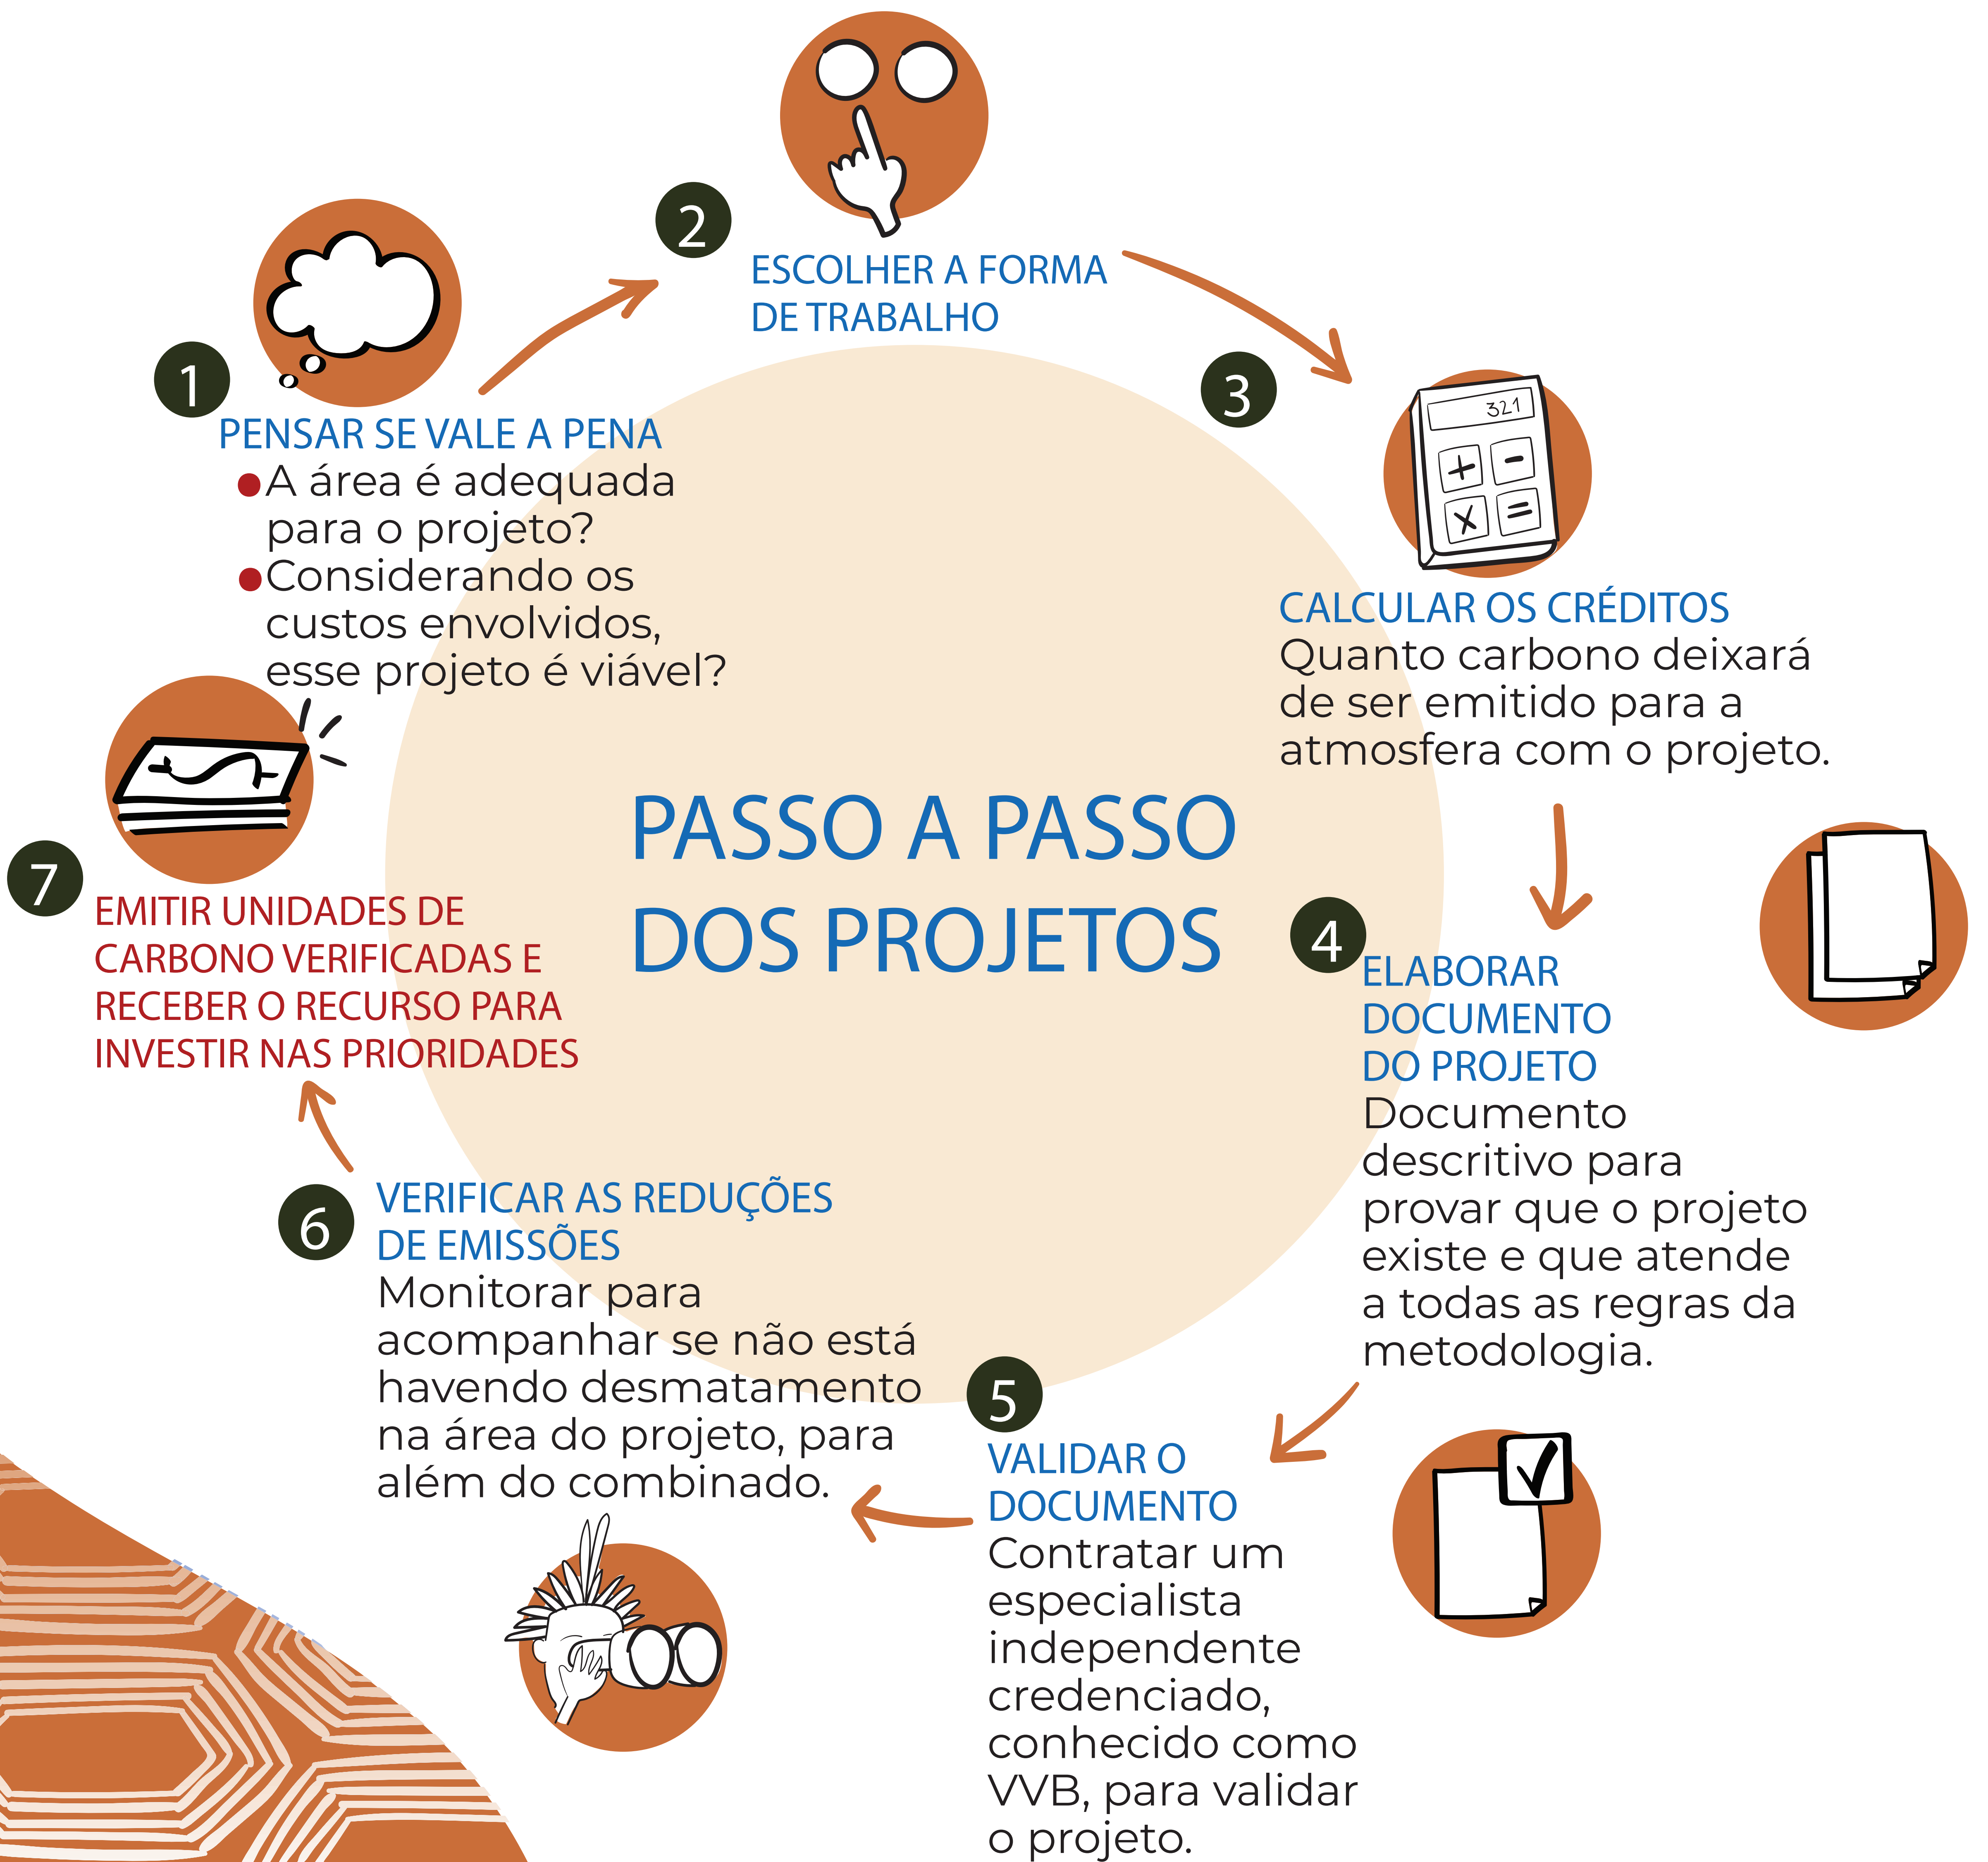 1
PENSAR SE VALE A PENA
• A área é adequada
para o projeto?
• Considerando os
custos envolvidos,
esse projeto é viável?
2
ESCOLHER A FORMA
DE TRABALHO
3
321
+ -
x =
CALCULAR OS CRÉDITOS
Quanto carbono deixará
de ser emitido para a
atmosfera com o projeto.
PASSO A PASSO
DOS PROJETOS
4
ELABORAR
DOCUMENTO
DO PROJETO
Documento
descritivo para
provar que o projeto
existe e que atende
a todas as regras da
metodologia.
5
VALIDAR O
DOCUMENTO
Contratar um
especialista
independente
credenciado,
conhecido como
VVB, para validar
o projeto.
6
VERIFICAR AS REDUÇÕES
DE EMISSÕES
Monitorar para
acompanhar se não está
havendo desmatamento
na área do projeto, para
além do combinado.
7
EMITIR UNIDADES DE
CARBONO VERIFICADAS E
RECEBER O RECURSO PARA
INVESTIR NAS PRIORIDADES